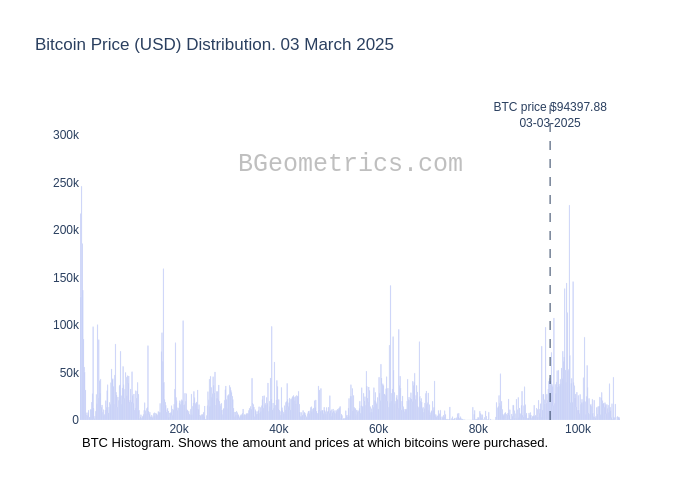 Bitcoin Price (USD) Distribution. 03 March 2025
BTC price $94397.88
03-03-2025
300k
BGeometrics.com
250k
200k
150k
100k
50k
0
20k 40k 60k 80k 100k
BTC Histogram. Shows the amount and prices at which bitcoins were purchased.